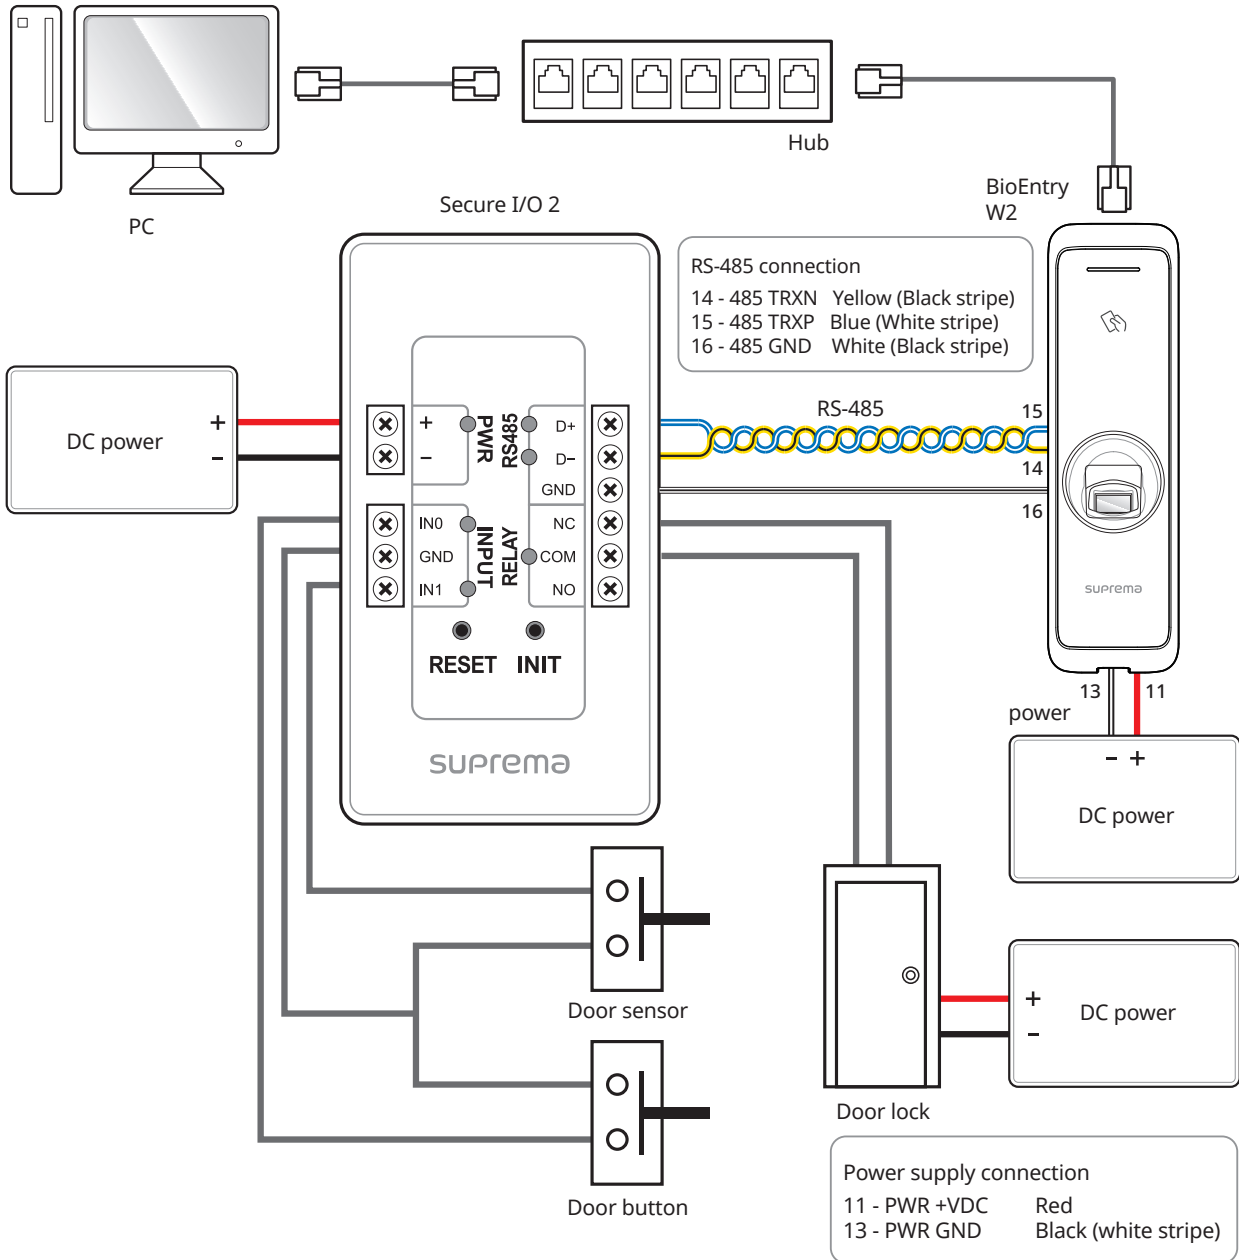 PC
Hub
BioEntry
W2
Secure I/O 2
RS-485 connection
14 - 485 TRXN Yellow (Black stripe)
15 - 485 TRXP Blue (White stripe)
16 - 485 GND White (Black stripe)
DC power
+
−
+
−
PWR
RS485
D+
D−
GND
IN0
GND
IN1
INPUT
RELAY
NC
COM
NO
RESET INIT
suprema
RS-485
15
14
16
suprema
13
11
power
− +
DC power
Door sensor
Door button
Door lock
+
−
DC power
Power supply connection
11 - PWR +VDC Red
13 - PWR GND Black (white stripe)